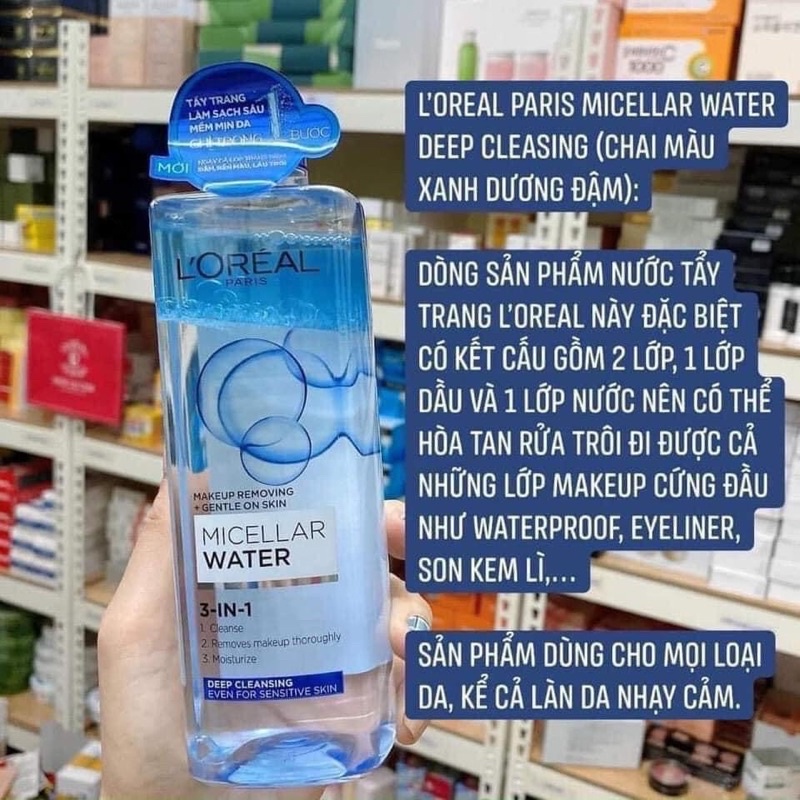 TẨY TRANG
LÀM SẠCH SÂU
MỀM MỊN DA
CHỈ TRONG
BƯỚC
MỚI
L'ORÉAL
PARIS
MAKEUP REMOVING
+ GENTLE ON SKIN
MICELLAR
WATER
3-IN-1
1. Cleanse
2. Removes makeup thoroughly
3. Moisturize
DEEP CLEANSING
EVEN FOR SENSITIVE SKIN
L'OREAL PARIS MICELLAR WATER
DEEP CLEASING (CHAI MÀU
XANH DƯƠNG ĐẬM):
DÒNG SẢN PHẨM NƯỚC TẨY
TRANG L'OREAL NÀY ĐẶC BIỆT
CÓ KẾT CẤU GỒM 2 LỚP, 1 LỚP
DẦU VÀ 1 LỚP NƯỚC NÊN CÓ THỂ
HÒA TAN RỬA TRÔI ĐI ĐƯỢC CẢ
NHỮNG LỚP MAKEUP CỨNG ĐẦU
NHƯ WATERPROOF, EYELINER,
SON KEM LÌ,...
SẢN PHẨM DÙNG CHO MỌI LOẠI
DA, KỂ CẢ LÀN DA NHẠY CẢM.
1000